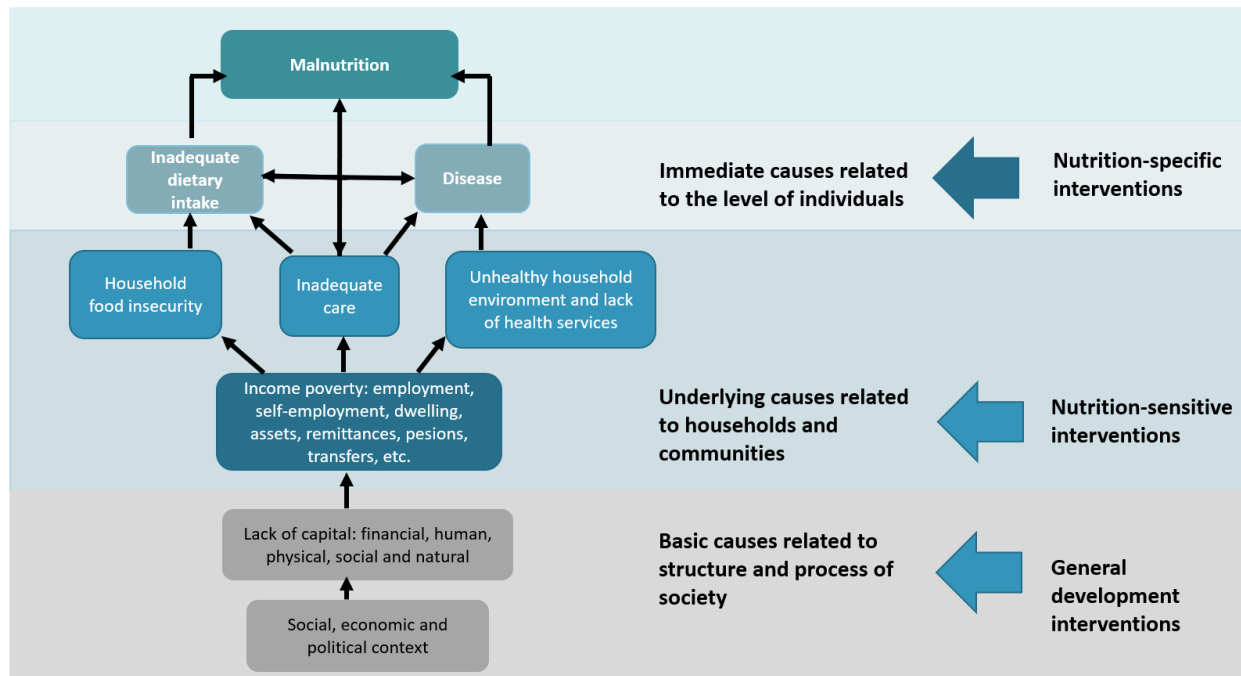 Malnutrition
Inadequate
dietary
intake
Disease
Immediate causes related
to the level of individuals
Nutrition-specific
interventions
Household
food insecurity
Inadequate
care
Unhealthy household
environment and lack
of health services
Income poverty: employment,
self-employment, dwelling,
assets, remittances, pesions,
transfers, etc.
Underlying causes related
to households and
communities
Nutrition-sensitive
interventions
Lack of capital: financial, human,
physical, social and natural
Social, economic and
political context
Basic causes related to
structure and process of
society
General
development
interventions